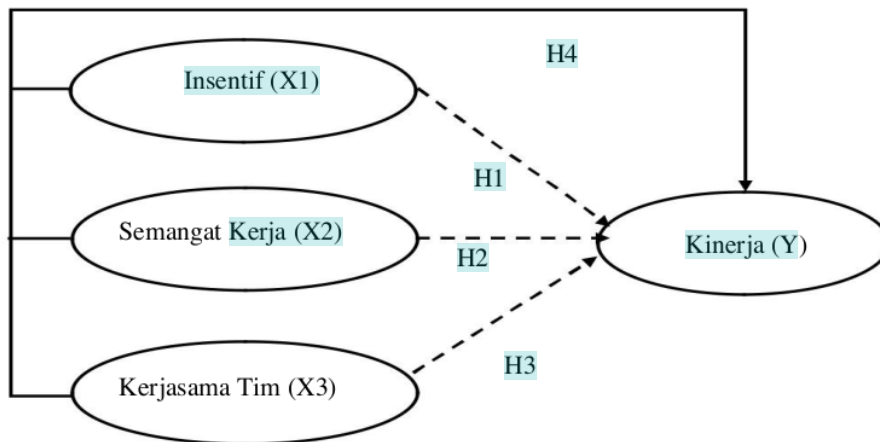 H4
Insentif (X1)
H1
Semangat Kerja (X2)
H2
Kinerja (Y)
H3
Kerjasama Tim (X3)